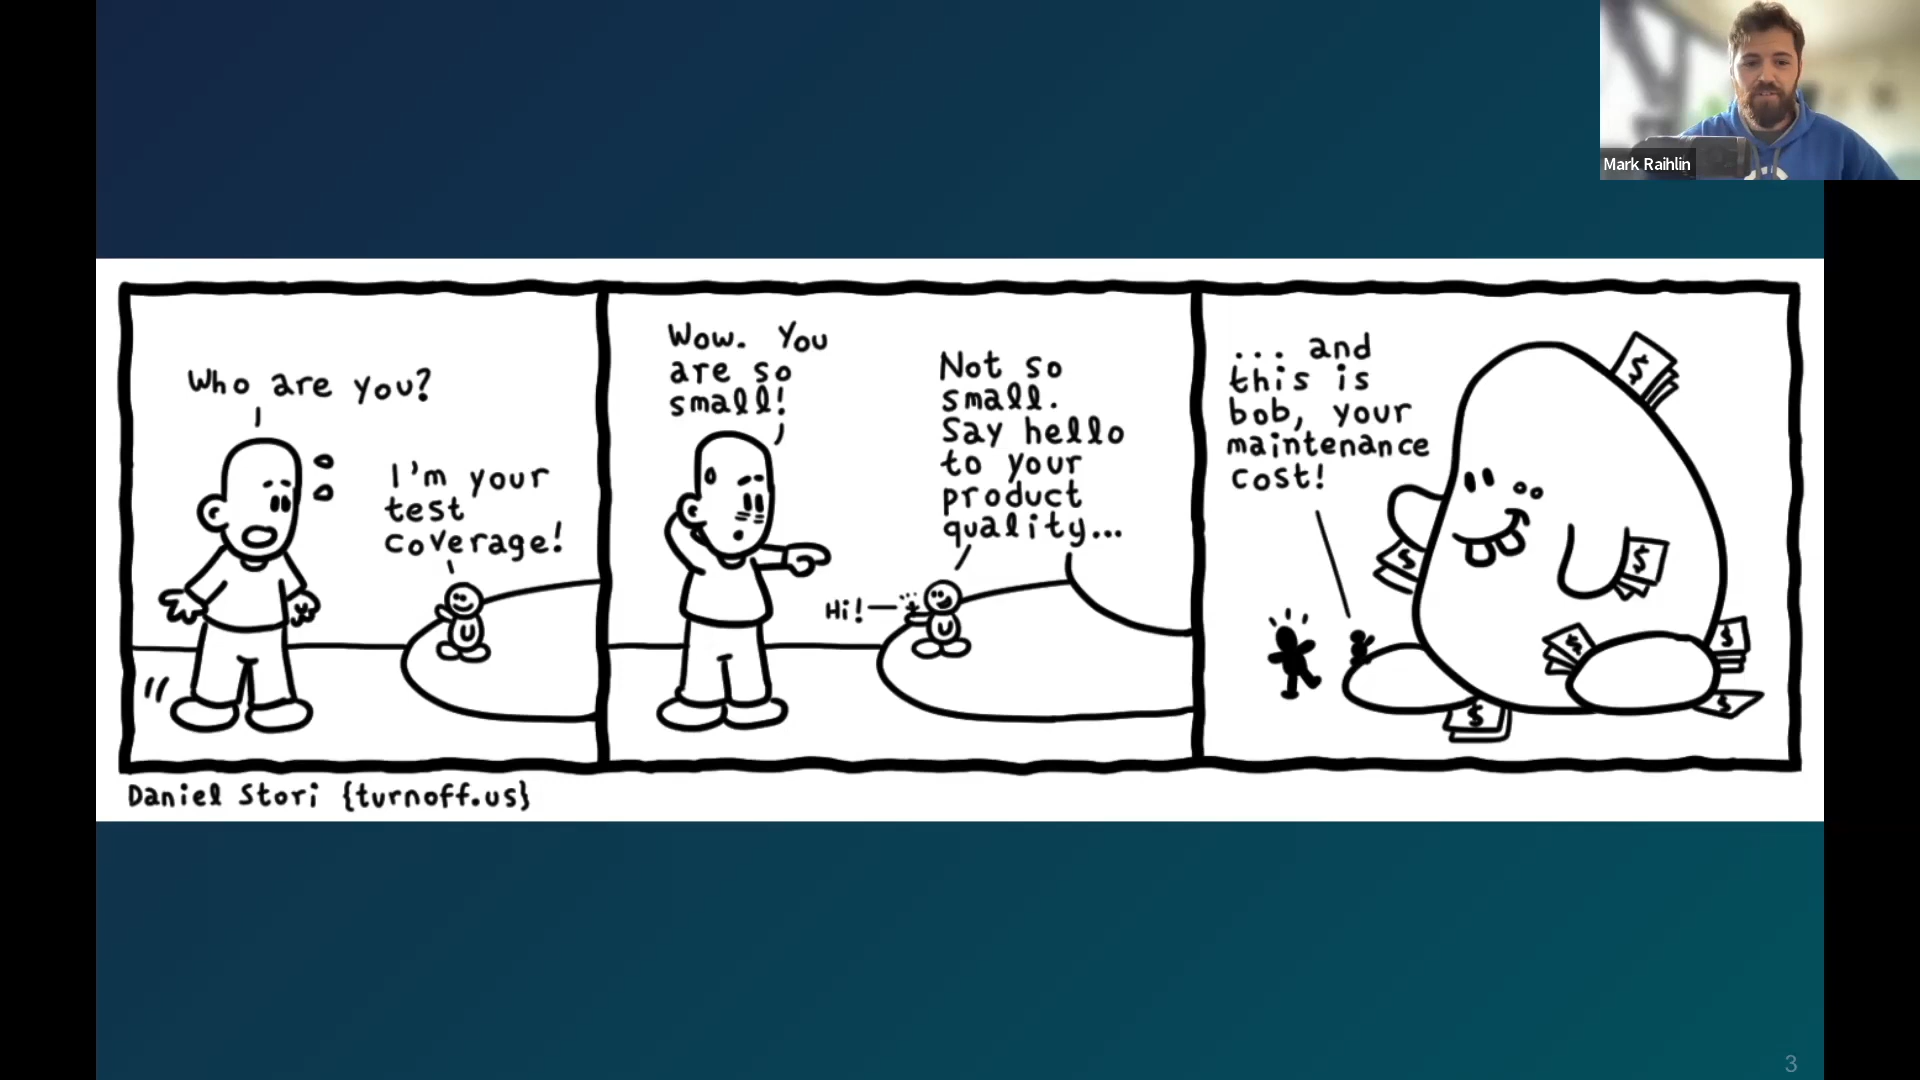 Mark Raihlin
Who are you?
I'm your
test
coverage!
Wow. You
are so
small!
Hi!
Not so
small.
Say hello
to your
product
quality...
... and
this is
bob, your
maintenance
cost!
$
$
$
$
$
$
$
Daniel Stori {turnoff.us}
3